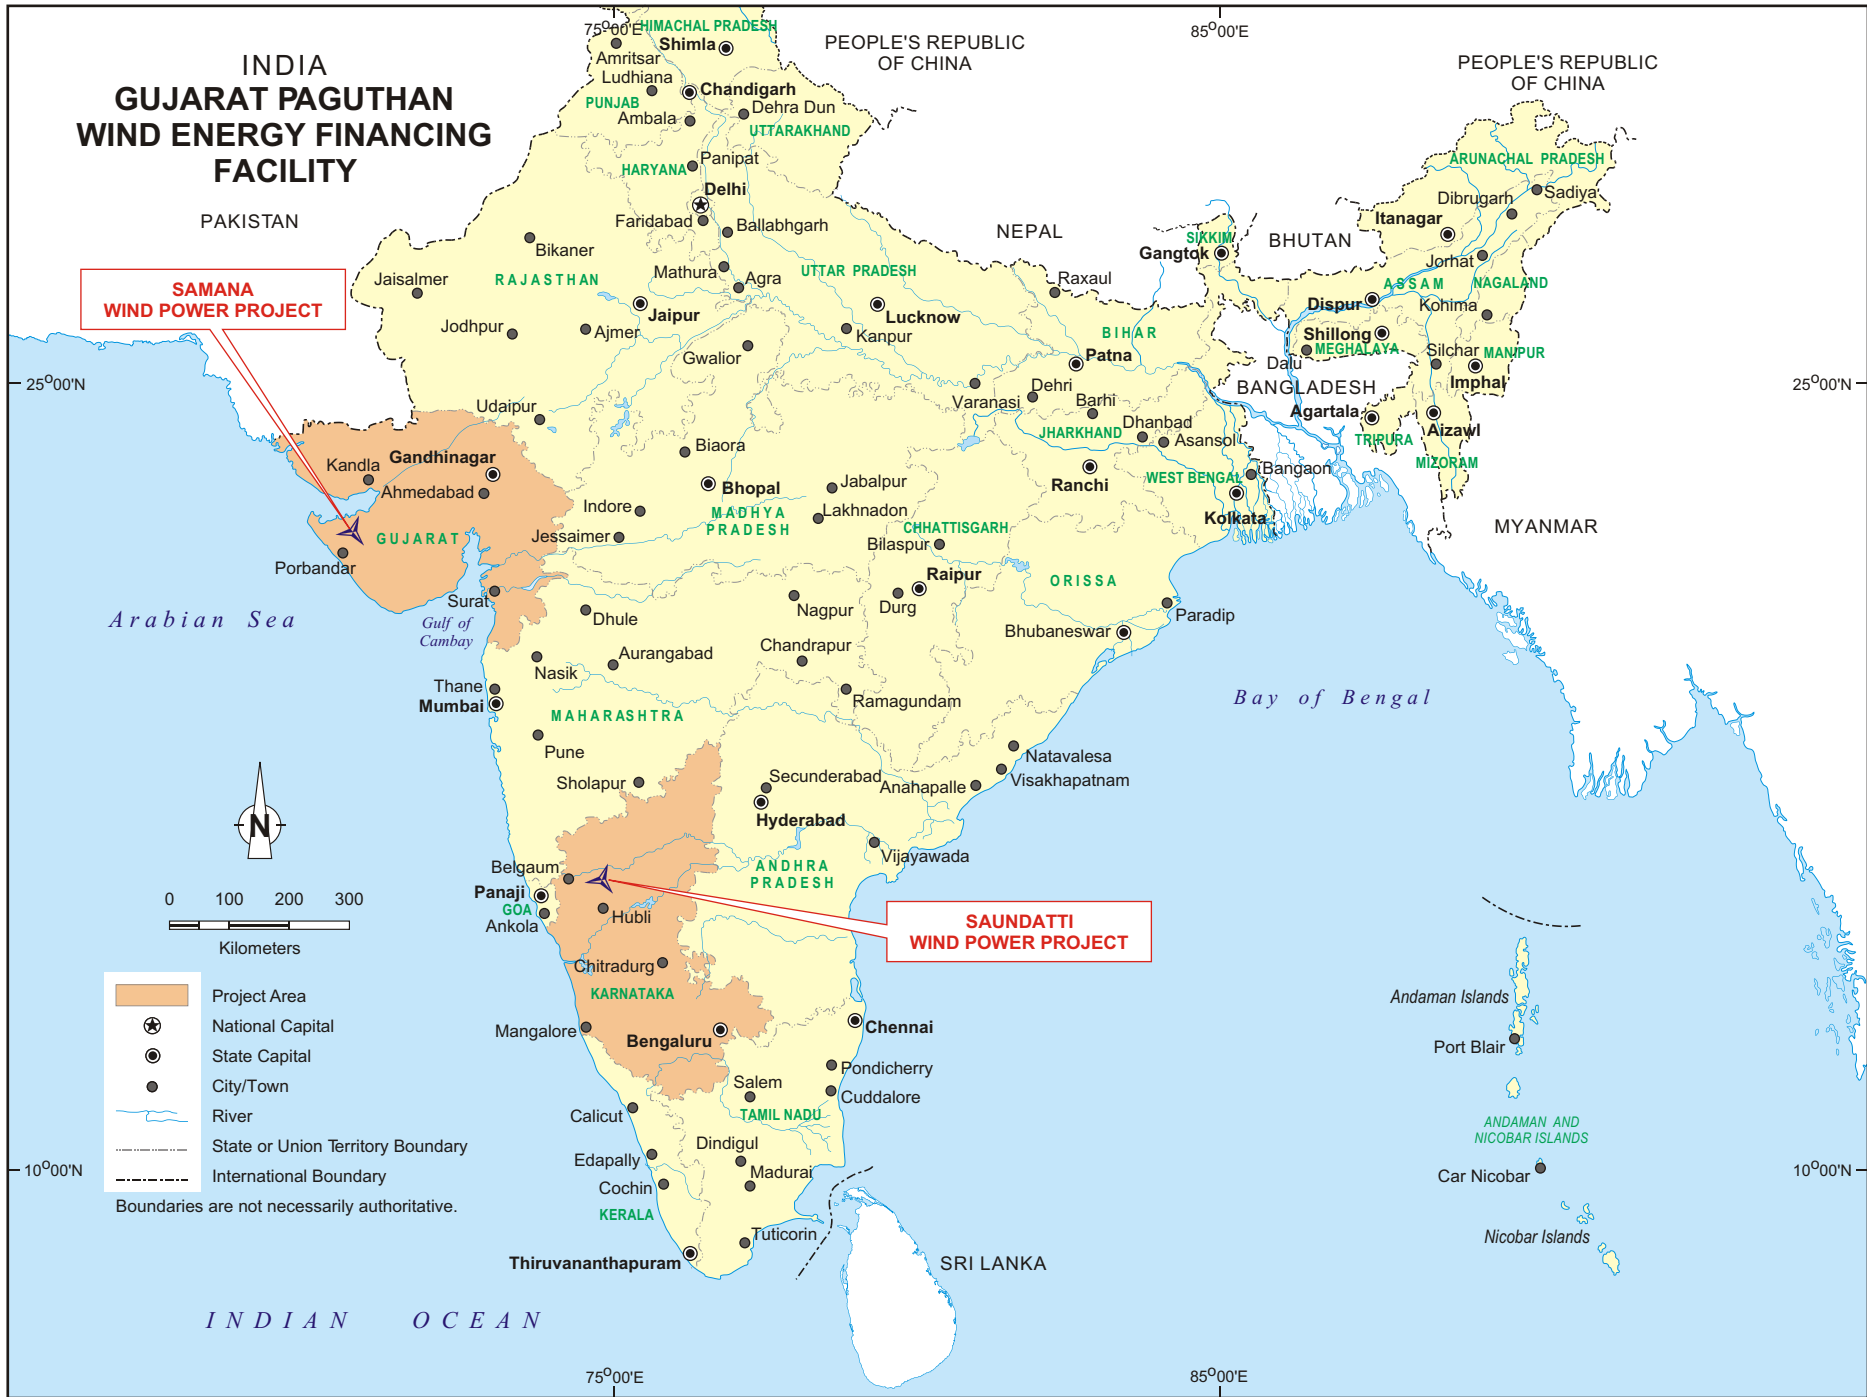 INDIA
GUJARAT PAGUTHAN
WIND ENERGY FINANCING
FACILITY
75°00'E
85°00'E
HIMACHAL PRADESH
Shimla
Amritsar
Ludhiana
PUNJAB
Chandigarh
Ambala
Dehra Dun
UTTARAKHAND
PEOPLE'S REPUBLIC
OF CHINA
PEOPLE'S REPUBLIC
OF CHINA
HARYANA
Panipat
Delhi
Faridabad
Ballabhgarh
PAKISTAN
NEPAL
BHUTAN
SIKKIM
Gangtok
ARUNACHAL PRADESH
Dibrugarh
Sadiya
Itanagar
Jorhat
ASSAM
NAGALAND
Dispur
Kohima
Shillong
MEGHALAYA
Dalu
Silchar
MANIPUR
Imphal
BANGLADESH
Agartala
TRIPURA
Aizawl
MIZORAM
MYANMAR
SAMANA
WIND POWER PROJECT
Bikaner
Jaisalmer
RAJASTHAN
Mathura
Agra
UTTAR PRADESH
Raxaul
Jodhpur
Ajmer
Jaipur
Lucknow
Kanpur
Gwalior
BIHAR
Patna
25°00'N
25°00'N
Udaipur
Varanasi
Dehri
Barhi
Dhanbad
JHARKHAND
Asansol
Kandla
Gandhinagar
Ahmedabad
Biaora
Bhopal
Jabalpur
Ranchi
WEST BENGAL
Bangaon
Kolkata
GUJARAT
Indore
Jessaimer
MADHYA
PRADESH
Lakhnadon
CHHATTISGARH
Bilaspur
Porbandar
Raipur
Durg
ORISSA
Surat
Gulf of
Cambay
Arabian Sea
Dhule
Nagpur
Bhubaneswar
Paradip
Nasik
Aurangabad
Chandrapur
Thane
Mumbai
MAHARASHTRA
Ramagundam
Bay of Bengal
Pune
Sholapur
Secunderabad
Hyderabad
Natavalesa
Anahapalle
Visakhapatnam
Vijayawada
ANDHRA
PRADESH
N
Belgaum
Panaji
GOA
Ankola
Hubli
SAUNDATTI
WIND POWER PROJECT
0 100 200 300
Kilometers
Chitradurg
KARNATAKA
Mangalore
Bengaluru
Chennai
Pondicherry
Cuddalore
Salem
TAMIL NADU
Calicut
Dindigul
Edapally
Madurai
Cochin
KERALA
Tuticorin
Thiruvananthapuram
SRI LANKA
Andaman Islands
Port Blair
ANDAMAN AND
NICOBAR ISLANDS
Car Nicobar
Nicobar Islands
Project Area
National Capital
State Capital
City/Town
River
State or Union Territory Boundary
International Boundary
Boundaries are not necessarily authoritative.
10°00'N
10°00'N
INDIAN OCEAN
75°00'E
85°00'E